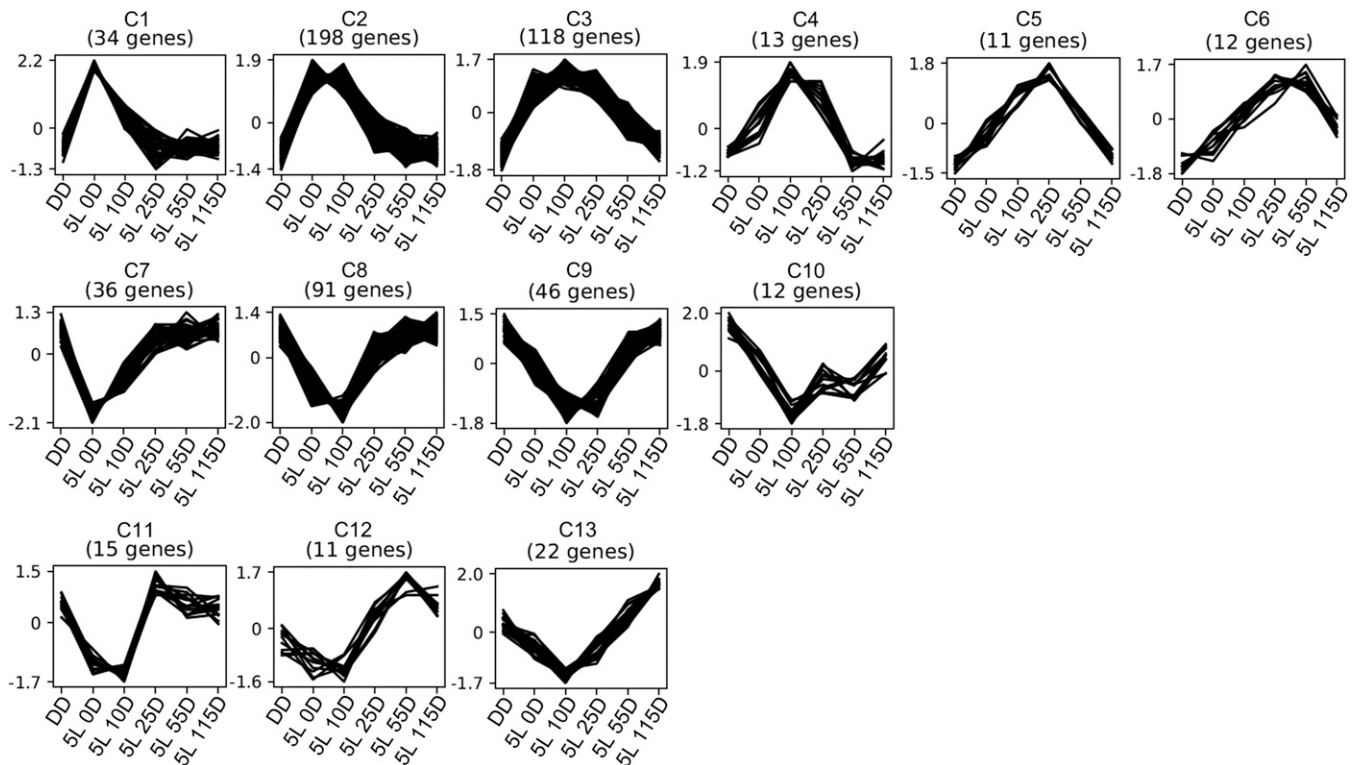 C1
(34 genes)
2.2
0
-1.3
DD
5L 0D
5L 10D
5L 25D
5L 55D
5L 115D
C2
(198 genes)
1.9
0
-1.4
DD
5L 0D
5L 10D
5L 25D
5L 55D
5L 115D
C3
(118 genes)
1.7
0
-1.8
DD
5L 0D
5L 10D
5L 25D
5L 55D
5L 115D
C4
(13 genes)
1.9
0
-1.2
DD
5L 0D
5L 10D
5L 25D
5L 55D
5L 115D
C5
(11 genes)
1.8
0
-1.5
DD
5L 0D
5L 10D
5L 25D
5L 55D
5L 115D
C6
(12 genes)
1.7
0
-1.8
DD
5L 0D
5L 10D
5L 25D
5L 55D
5L 115D
C7
(36 genes)
1.3
0
-2.1
DD
5L 0D
5L 10D
5L 25D
5L 55D
5L 115D
C8
(91 genes)
1.4
0
-2.0
DD
5L 0D
5L 10D
5L 25D
5L 55D
5L 115D
C9
(46 genes)
1.5
0
-1.8
DD
5L 0D
5L 10D
5L 25D
5L 55D
5L 115D
C10
(12 genes)
2.0
0
-1.8
DD
5L 0D
5L 10D
5L 25D
5L 55D
5L 115D
C11
(15 genes)
1.5
0
-1.7
DD
5L 0D
5L 10D
5L 25D
5L 55D
5L 115D
C12
(11 genes)
1.7
0
-1.6
DD
5L 0D
5L 10D
5L 25D
5L 55D
5L 115D
C13
(22 genes)
2.0
0
-1.7
DD
5L 0D
5L 10D
5L 25D
5L 55D
5L 115D